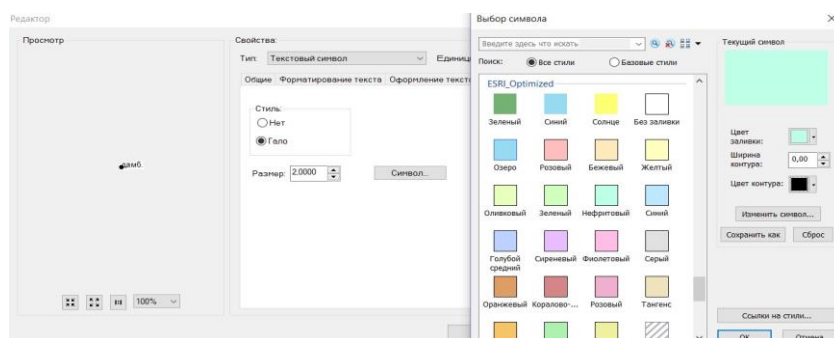 Редактор
Просмотр
дамб.
100%
Свойства:
Тип: Текстовый символ
Единиц
Общие Форматирование текста Оформление текст
Стиль:
Нет
Гало
Размер: 2.0000
Символ...
Выбор символа
Введите здесь что искать
Поиск: Все стили Базовые стили
ESRI_Optimized
Зеленый Синий Солнце Без заливки
Озеро Розовый Бежевый Желтый
Оливковый Зеленый Нефритовый Синий
Голубой средний Сиреневый Фиолетовый Серый
Оранжевый Коралово-... Розовый Тангенс
Текущий символ
Цвет заливки:
Ширина контура: 0,00
Цвет контура:
Изменить символ...
Сохранить как Сброс
Ссылки на стили...
OK Отмена